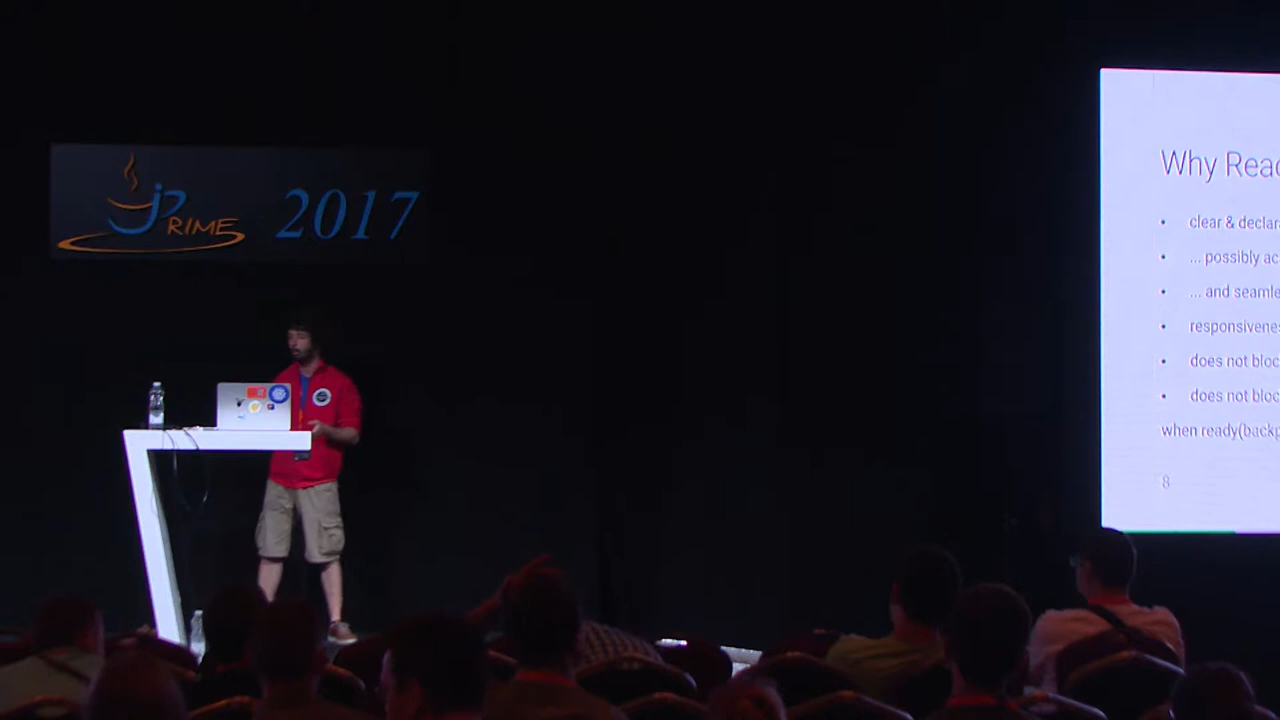 jPRIME 2017
Why Reac
• clear & declara
• ... possibly ac
• ... and seamle
• responsivenes
• does not bloc
• does not bloc
when ready(backp
8